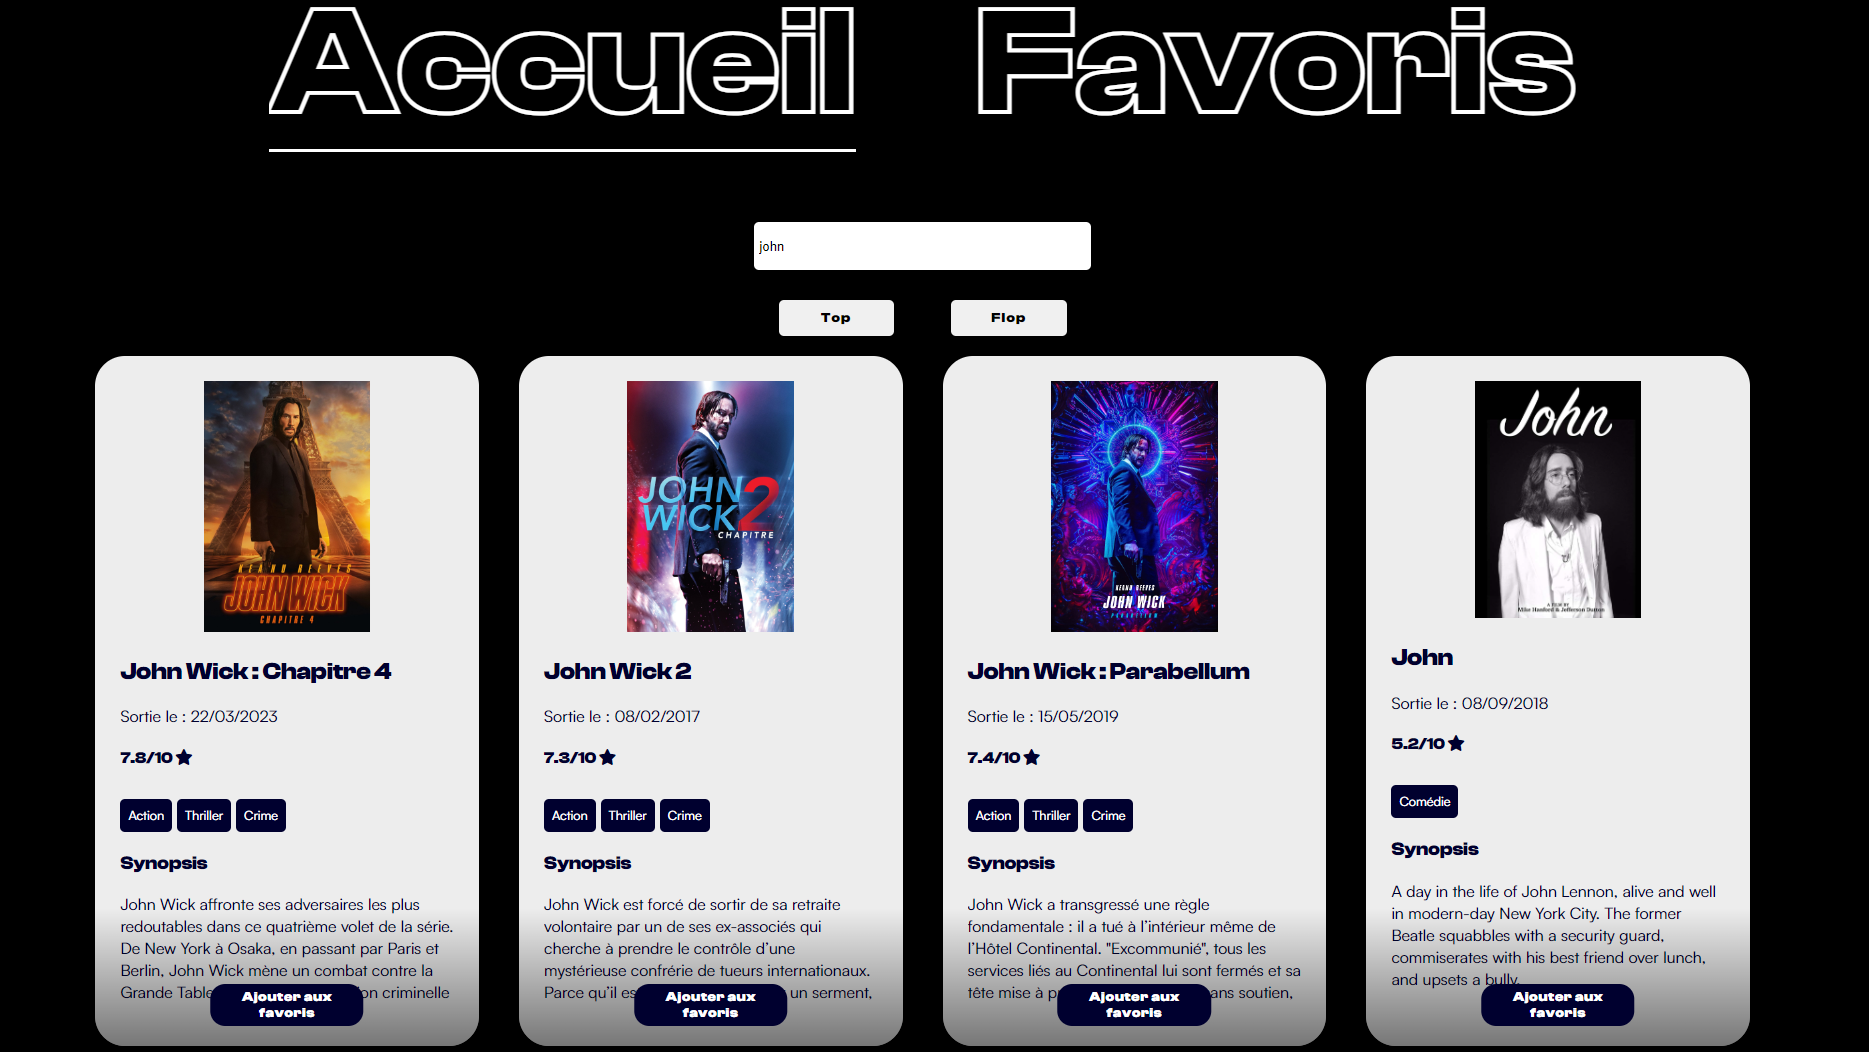 Accueil Favoris
john
Top Flop
KEANU REEVES
JOHN WICK
CHAPITRE 4
John Wick : Chapitre 4
Sortie le : 22/03/2023
7.8/10
Action Thriller Crime
Synopsis
John Wick affronte ses adversaires les plus
redoutables dans ce quatrième volet de la série.
De New York à Osaka, en passant par Paris et
Berlin, John Wick mène un combat contre la
Grande Table criminelle
Ajouter aux
favoris
JOHN
WICK 2
CHAPITRE
John Wick 2
Sortie le : 08/02/2017
7.3/10
Action Thriller Crime
Synopsis
John Wick est forcé de sortir de sa retraite
volontaire par un de ses ex-associés qui
cherche à prendre le contrôle d’une
mystérieuse confrérie de tueurs internationaux.
Parce qu’il un serment,
Ajouter aux
favoris
KEANU REEVES
JOHN WICK
PARABELLUM
John Wick : Parabellum
Sortie le : 15/05/2019
7.4/10
Action Thriller Crime
Synopsis
John Wick a transgressé une règle
fondamentale : il a tué à l’intérieur même de
l’Hôtel Continental. "Excommunié", tous les
services liés au Continental lui sont fermés et sa
tête mise à soutien,
Ajouter aux
favoris
John
A FILM BY
Mike Hanford & Jefferson Dutton
John
Sortie le : 08/09/2018
5.2/10
Comédie
Synopsis
A day in the life of John Lennon, alive and well
in modern-day New York City. The former
Beatle squabbles with a security guard,
commiserates with his best friend over lunch,
and upsets a bully.
Ajouter aux
favoris